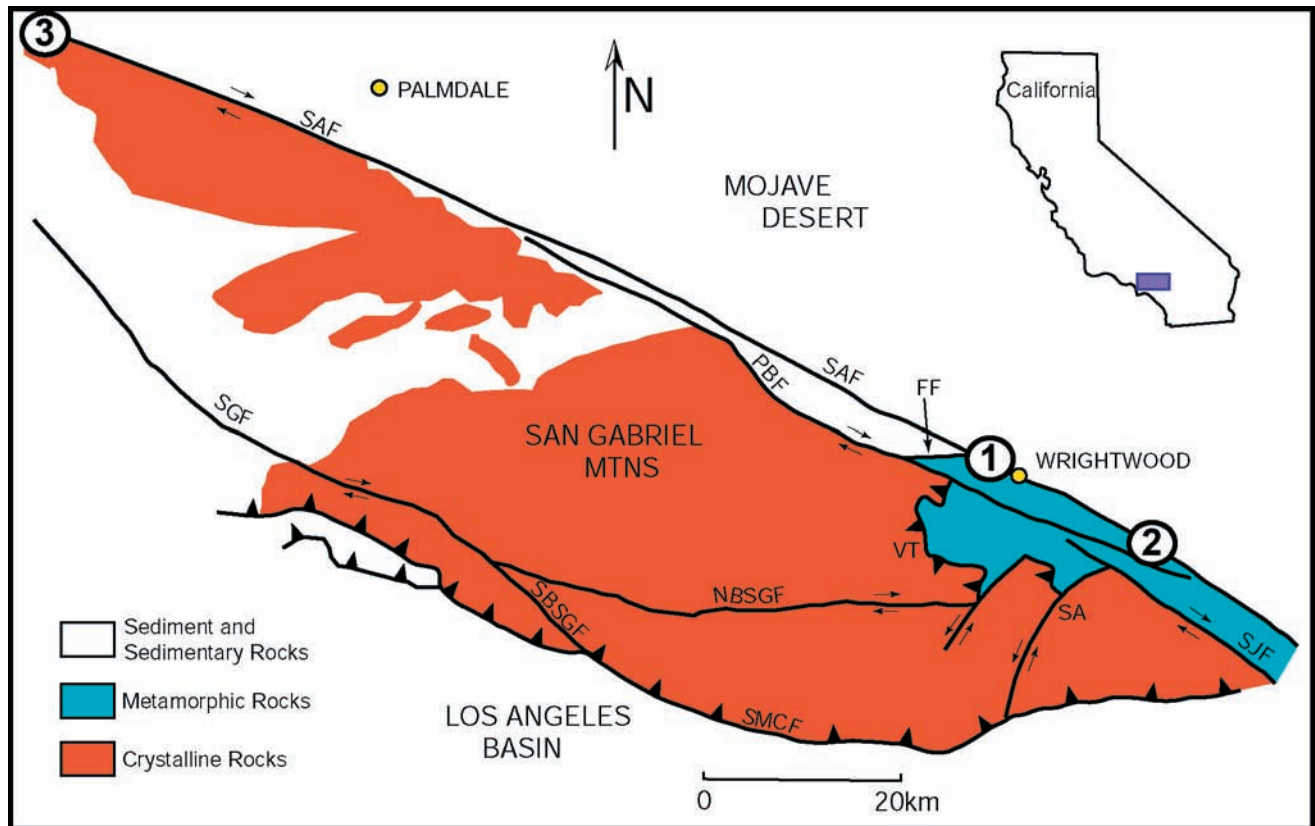 3
PALMDALE
N
California
SAF
MOJAVE
DESERT
SGF
PBF
SAF
FF
SAN GABRIEL
MTNS
1
WRIGHTWOOD
2
VT
NBSGF
SBSGF
SA
SJF
Sediment and
Sedimentary Rocks
Metamorphic Rocks
Crystalline Rocks
LOS ANGELES
BASIN
SMCF
0
20km